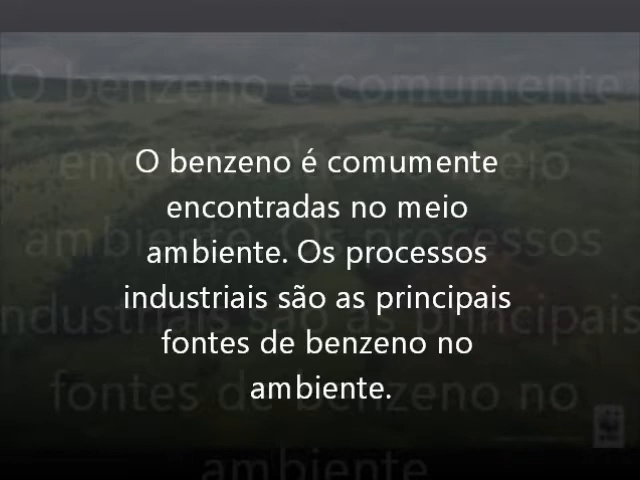 O benzeno é comumente
encontradas no meio
ambiente. Os processos
industriais são as principais
fontes de benzeno no
ambiente.